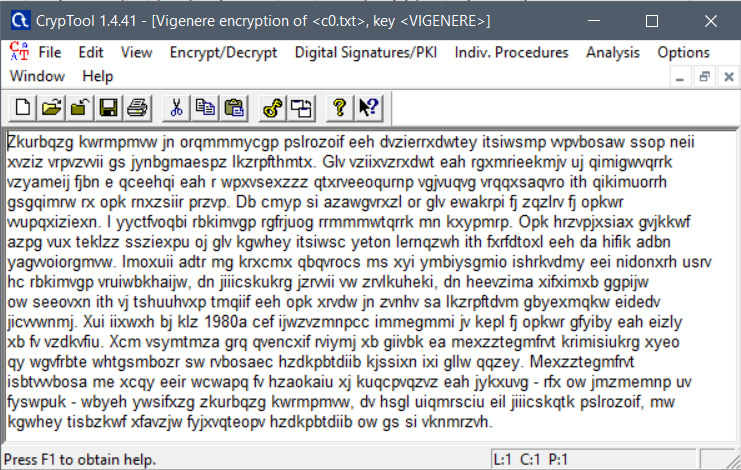 CrypTool 1.4.41 - [Vigenere encryption of <c0.txt>, key <VIGENERE>]
File Edit View Encrypt/Decrypt Digital Signatures/PKI Indiv. Procedures Analysis Options
Window Help
Zkurbqzg kwrmpmvw jn orqmmmycgp pslrozoif eeh dvzierrxdwtey itsiwsmp vvpvbosaw ssop neii
xvziz vrpvzvvii gs jynbgmaespz lkzrpfthmtx. Glv vziixvzrxdwt eah rgxmrieekmjv uj qimigwvqrrk
vzyameij fjbn e qceehqi eah r wpxvsexzzz qtxrveeoqurnp vgjvuqvg vrqqxsaqvro ith qikimuorrh
gsgqimrw rx opk rnxzsiir przvp. Db cmyp si azawgvrxzl or glv ewakrpi fj zqzlrv fj opkwr
wupqxiziexn. I yyctfvoqbi rbkimvgp rgfrjuog rrmmmwtqrrk mn kxypmrp. Opk hrzvpjxsiax gvjkkwf
azpg vux teklzz ssziexpu oj glv kgwhey itsiwsc yeton lernqzwh ith fxrfdtoxl eeh da hifik adbn
yagwvoiorgmvw. Imoxuii adtr mg krxcmx qbqvrocs ms xyi ymbiysgmio ishrkvdmy eei nidonxrh usrv
hc rbkimvgp vruiwbkhaijw, dn jiiicskukrg jzrvvii vw zrvlkuheki, dn heevzima xifximxb ggpijw
ow seeovxn ith vj tshuuhvxp tmqiif eeh opk xrvdw jn zvnhv sa lkzrpftdvm gbyexmqkw eidedv
jicvwnmj. Xui iixwxh bj klz 1980a cef ijwzvzmnpcc immegmmi jv kepl fj opkwr gfyiby eah eizly
xb fv vzdkvfiu. Xcm vsymtmza grq qvencxif rviymj xb giivbk ea mexzztegmfrvt krimisiukrg xyeo
qy wgvfrbte whtgsmbozr sw rvbosaec hzdkpbtdiib kjssixn ixi gllw qqzey. Mexzztegmfrvt
isbtvvbosa me xcqy eeir wcwapq fv hzaokaiu xj kuqcpvqzvz eah jykxuvg - rfx ow jmzmemnp uv
fyswpuk - wbyeh ywsifxzg zkurbqzg kwrmpmvw, dv hsgl uiqmrsciu eil jiiicskqtk pslrozoif, mw
kgwhey tisbzkwf xfavzjw fyjxvqteopv hzdkpbtdiib ow gs si vknmrzvh.
Press F1 to obtain help.
L:1 C:1 P:1